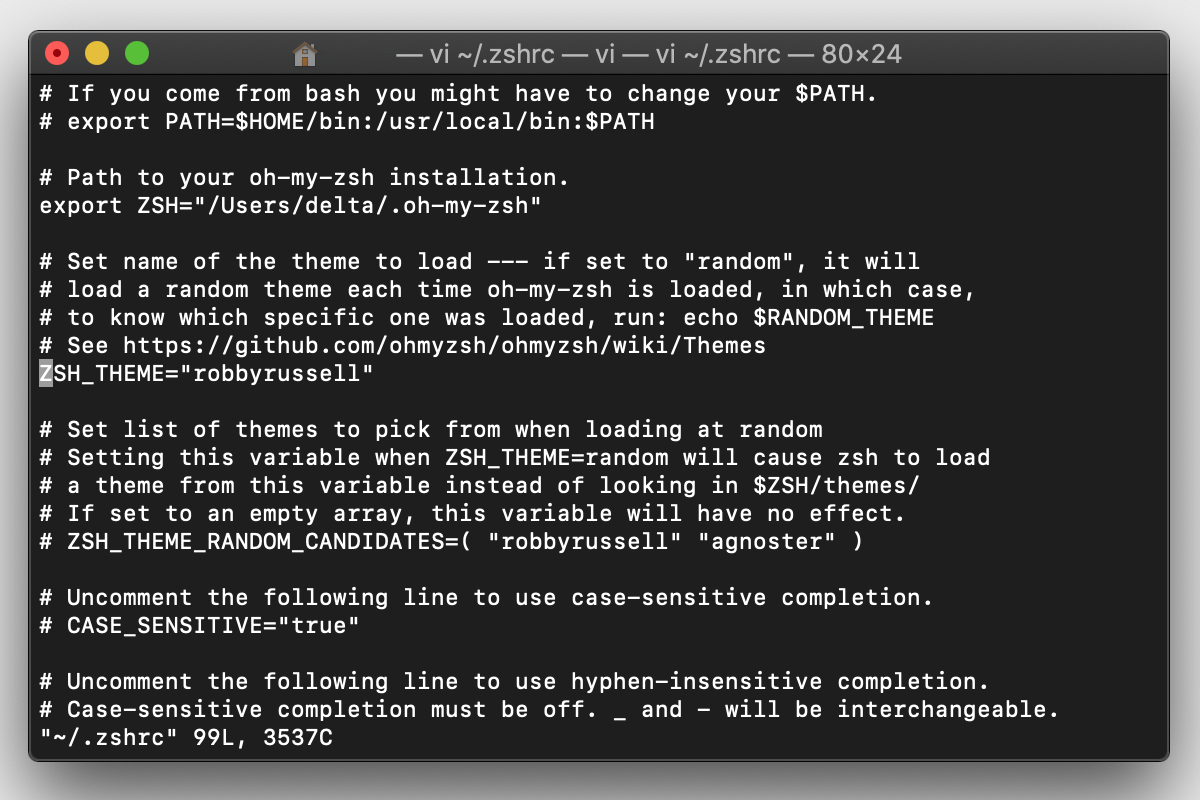 — vi ~/.zshrc — vi — vi ~/.zshrc — 80×24
# If you come from bash you might have to change your $PATH.
# export PATH=$HOME/bin:/usr/local/bin:$PATH
# Path to your oh-my-zsh installation.
export ZSH="/Users/delta/.oh-my-zsh"
# Set name of the theme to load --- if set to "random", it will
# load a random theme each time oh-my-zsh is loaded, in which case,
# to know which specific one was loaded, run: echo $RANDOM_THEME
# See https://github.com/ohmyzsh/ohmyzsh/wiki/Themes
ZSH_THEME="robbyrussell"
# Set list of themes to pick from when loading at random
# Setting this variable when ZSH_THEME=random will cause zsh to load
# a theme from this variable instead of looking in $ZSH/themes/
# If set to an empty array, this variable will have no effect.
# ZSH_THEME_RANDOM_CANDIDATES=( "robbyrussell" "agnoster" )
# Uncomment the following line to use case-sensitive completion.
# CASE_SENSITIVE="true"
# Uncomment the following line to use hyphen-insensitive completion.
# Case-sensitive completion must be off. _ and - will be interchangeable.
"~/.zshrc" 99L, 3537C